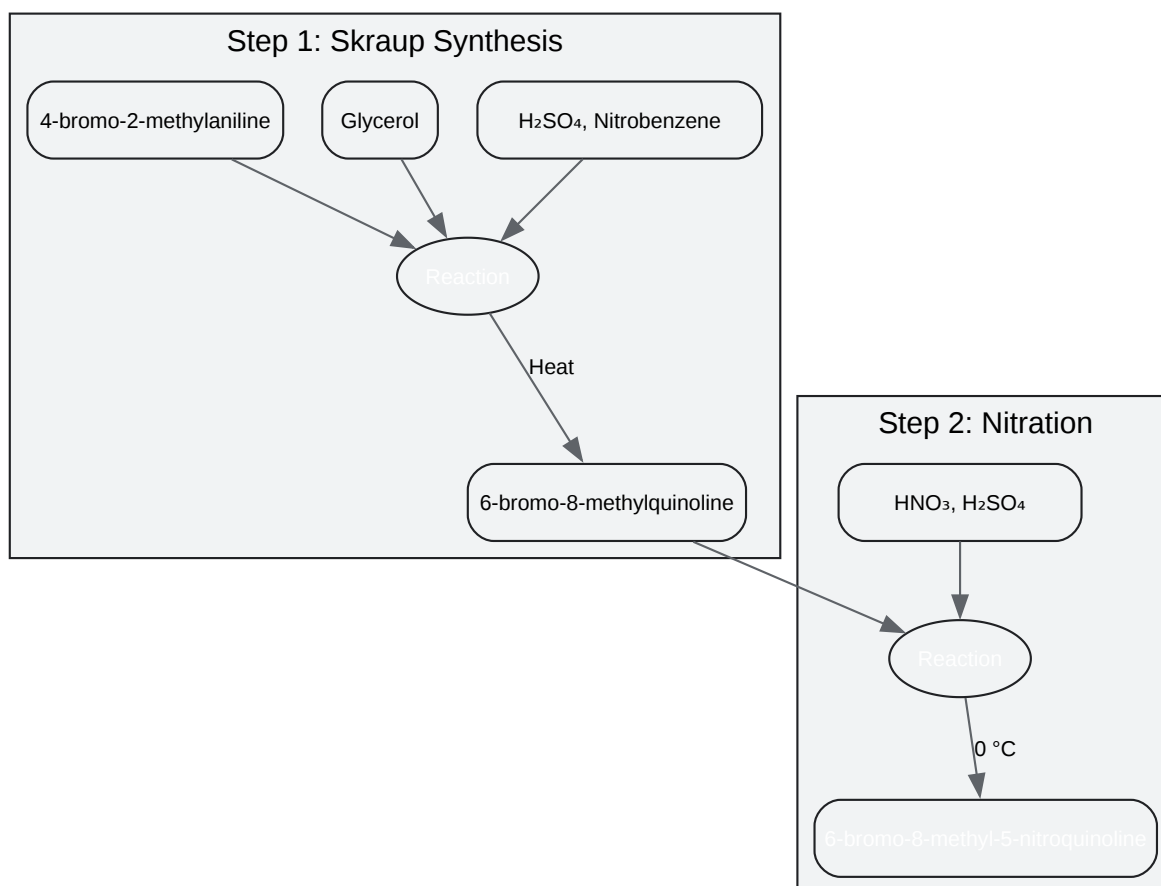 Step 1: Skraup Synthesis
4-bromo-2-methylaniline
Glycerol
H₂SO₄, Nitrobenzene
Reaction
Heat
6-bromo-8-methylquinoline
Step 2: Nitration
HNO₃, H₂SO₄
Reaction
0 °C
6-bromo-8-methyl-5-nitroquinoline